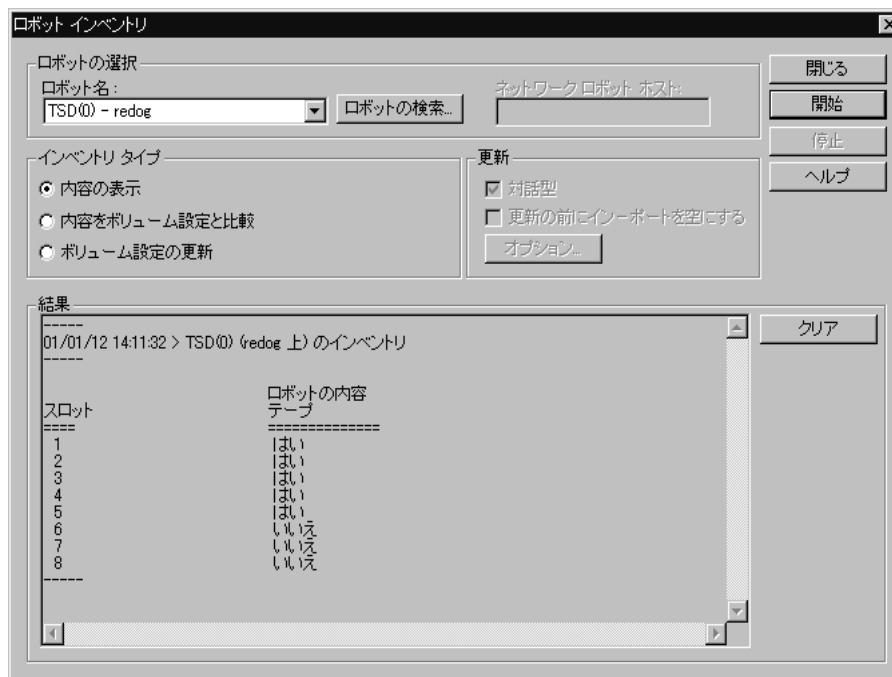 ロボット インベントリ
ロボットの選択
ロボット名:
TSD(0) - redog
ロボットの検索...
ネットワーク ロボット ホスト:
閉じる
開始
停止
ヘルプ
インベントリ タイプ
内容の表示
内容をボリューム設定と比較
ボリューム設定の更新
更新
対話型
更新の前にインーポートを空にする
オプション...
結果
-----
01/01/12 14:11:32 > TSD(0) (redog 上) のインベントリ
-----
ロボットの内容
スロット テープ
==== ==============
1 はい
2 はい
3 はい
4 はい
5 はい
6 いいえ
7 いいえ
8 いいえ
-----
クリア